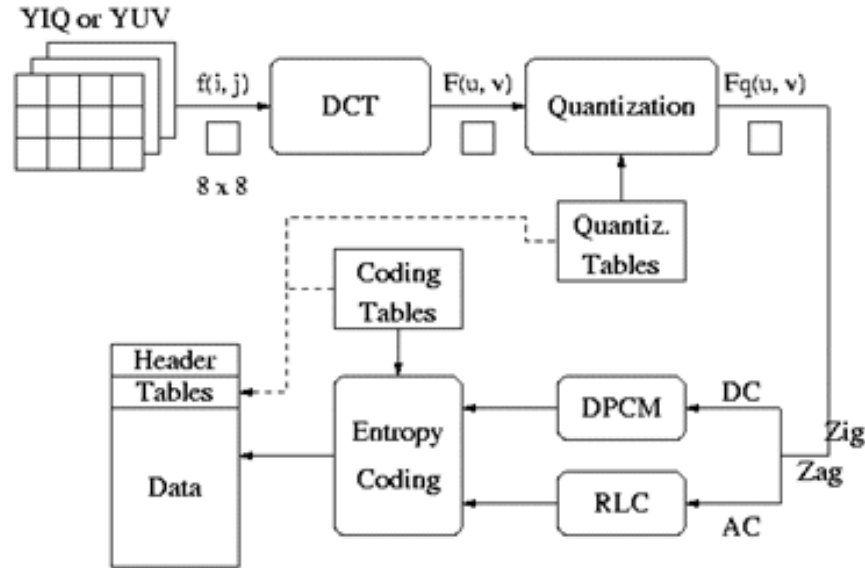 YIQ or YUV
f(i, j)
DCT
F(u, v)
Quantization
Fq(u, v)
8 x 8
Quantiz.
Tables
Coding
Tables
Header
Tables
Data
Entropy
Coding
DPCM
DC
Zig
Zag
RLC
AC